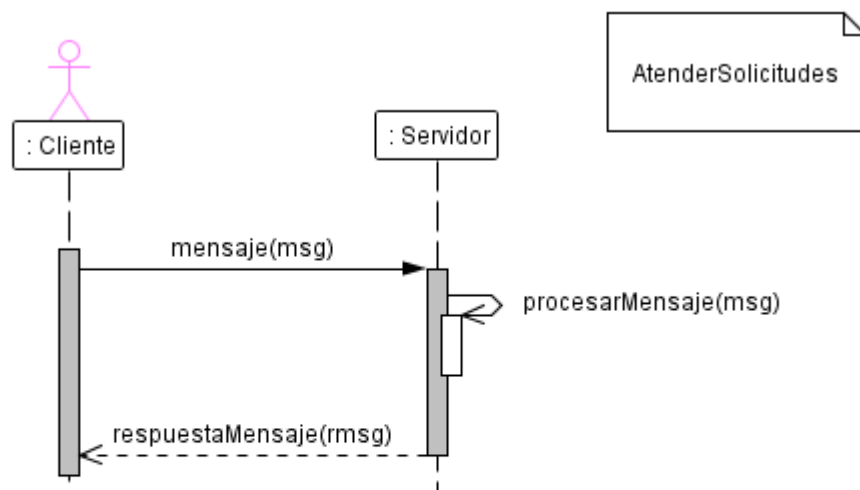 AtenderSolicitudes
: Cliente
: Servidor
mensaje(msg)
procesarMensaje(msg)
respuestaMensaje(rmsg)